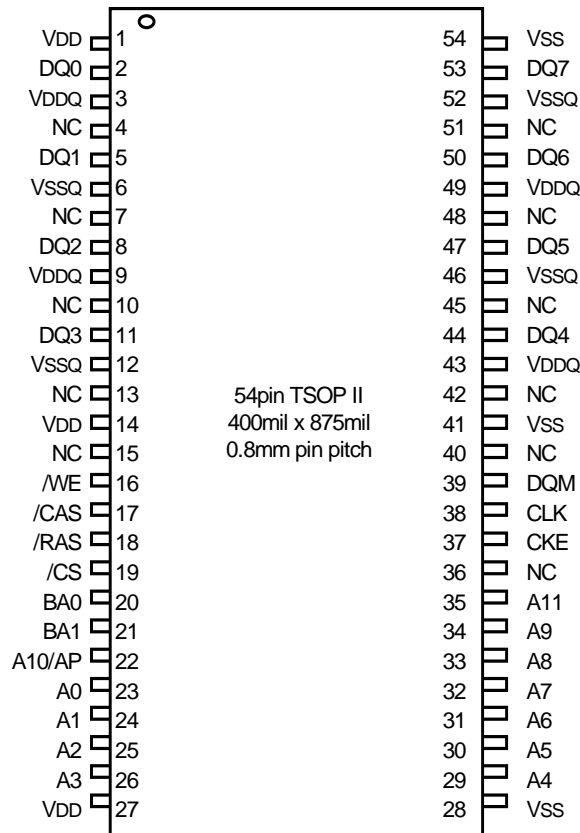 VDD 1 54 VSS
DQ0 2 53 DQ7
VDDQ 3 52 VSSQ
NC 4 51 NC
DQ1 5 50 DQ6
VSSQ 6 49 VDDQ
NC 7 48 NC
DQ2 8 47 DQ5
VDDQ 9 46 VSSQ
NC 10 45 NC
DQ3 11 44 DQ4
VSSQ 12 43 VDDQ
NC 13 54pin TSOP II 42 NC
VDD 14 400mil x 875mil 41 VSS
NC 15 0.8mm pin pitch 40 NC
/WE 16 39 DQM
/CAS 17 38 CLK
/RAS 18 37 CKE
/CS 19 36 NC
BA0 20 35 A11
BA1 21 34 A9
A10/AP 22 33 A8
A0 23 32 A7
A1 24 31 A6
A2 25 30 A5
A3 26 29 A4
VDD 27 28 VSS